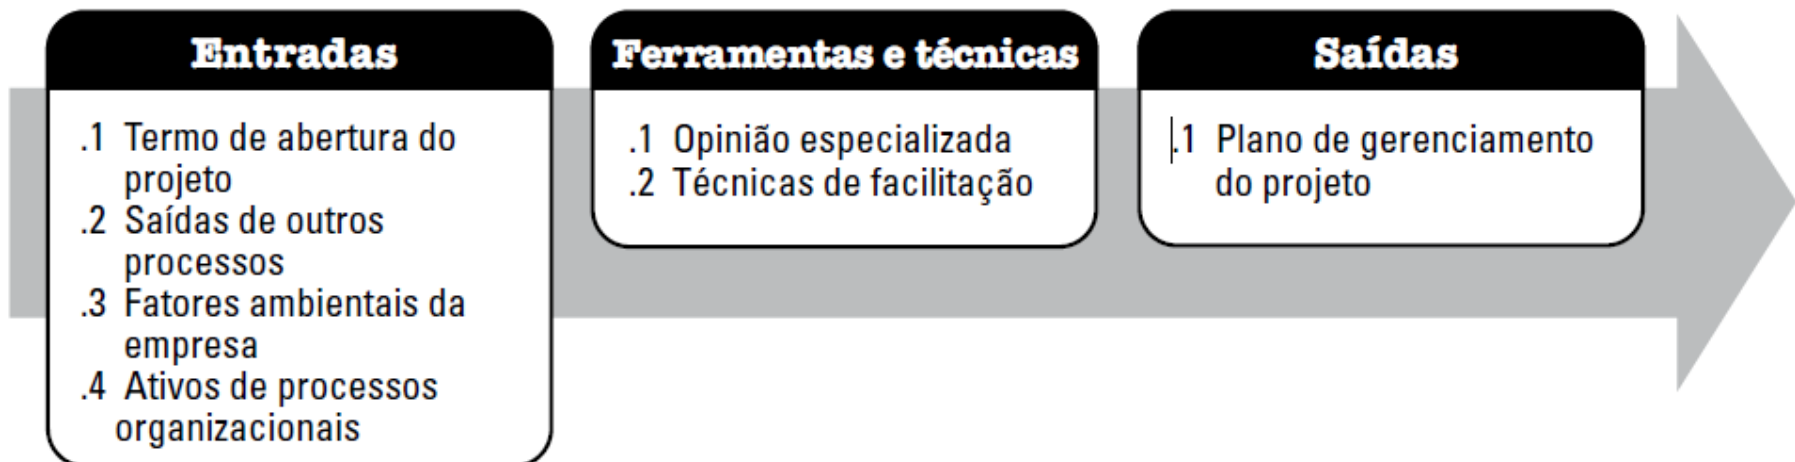 Entradas
.1 Termo de abertura do
projeto
.2 Saídas de outros
processos
.3 Fatores ambientais da
empresa
.4 Ativos de processos
organizacionais
Ferramentas e técnicas
.1 Opinião especializada
.2 Técnicas de facilitação
Saídas
.1 Plano de gerenciamento
do projeto